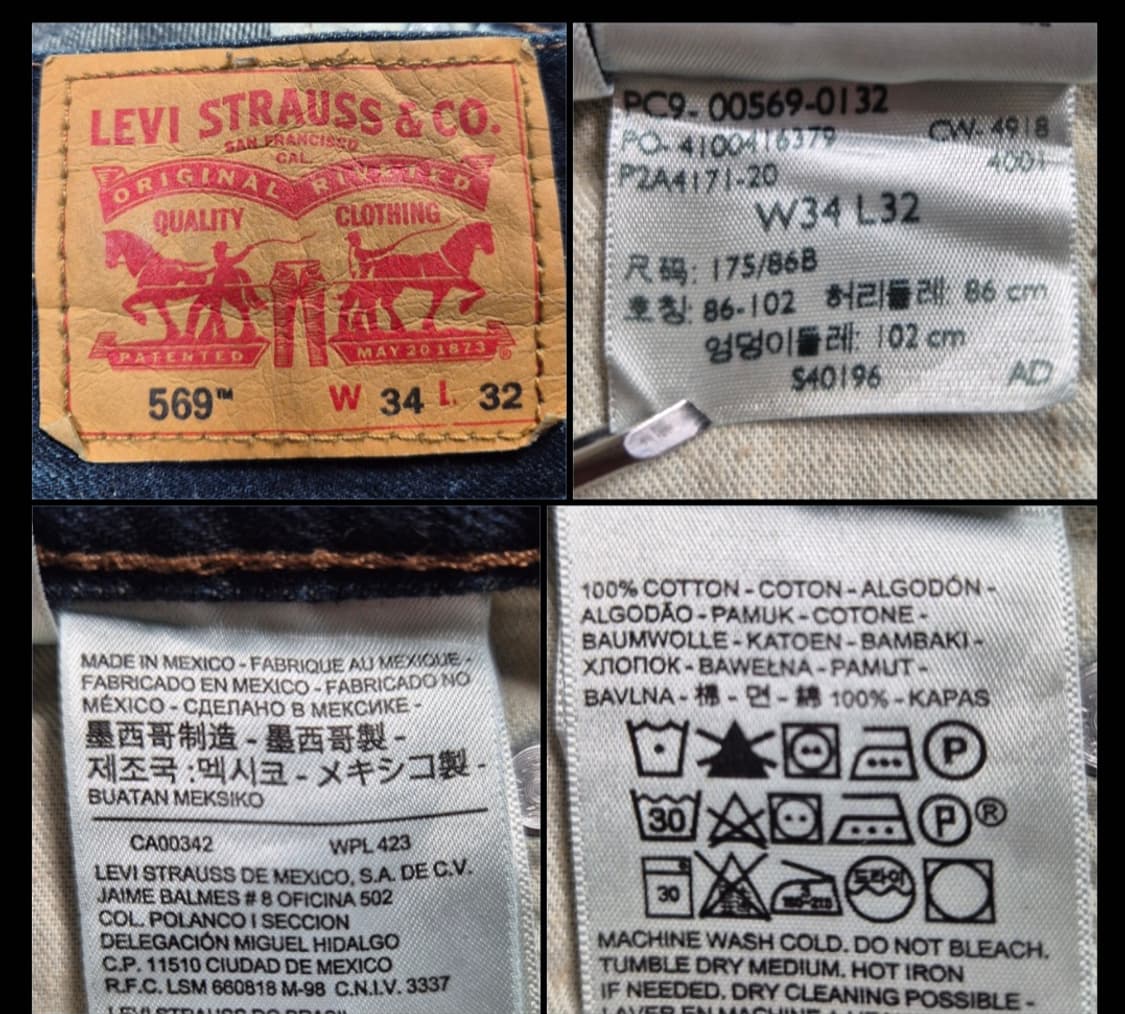 LEVI STRAUSS & CO.
SAN FRANCISCO
CAL.
ORIGINAL RIVETED
QUALITY CLOTHING
PATENTED MAY 20 1873 ®
569™ W 34 L. 32
PC9- 00569-0132
PO- 4100416379 CW- 4918
4001
P2A4171-20
W34 L32
尺码: 175/86B
호칭: 86-102 허리둘레: 86 cm
엉덩이둘레: 102 cm
S40196 AD
MADE IN MEXICO - FABRIQUE AU MEXIQUE -
FABRICADO EN MEXICO - FABRICADO NO
MÉXICO - СДЕЛАНО В МЕКСИКЕ -
墨西哥制造 - 墨西哥製 -
제조국 :멕시코 - メキシコ製 -
BUATAN MEKSIKO
CA00342 WPL 423
LEVI STRAUSS DE MEXICO, S.A. DE C.V.
JAIME BALMES # 8 OFICINA 502
COL. POLANCO I SECCION
DELEGACIÓN MIGUEL HIDALGO
C.P. 11510 CIUDAD DE MEXICO
R.F.C. LSM 660818 M-98 C.N.I.V. 3337
100% COTTON - COTON - ALGODÓN -
ALGODÃO - PAMUK - COTONE -
BAUMWOLLE - KATOEN - BAMBAKI -
ХЛОПОК - BAWEŁNA - PAMUT -
BAVLNA - 棉 - 면 - 綿 100% - KAPAS
P
30 P ®
30 드라이
MACHINE WASH COLD. DO NOT BLEACH.
TUMBLE DRY MEDIUM. HOT IRON
IF NEEDED. DRY CLEANING POSSIBLE -